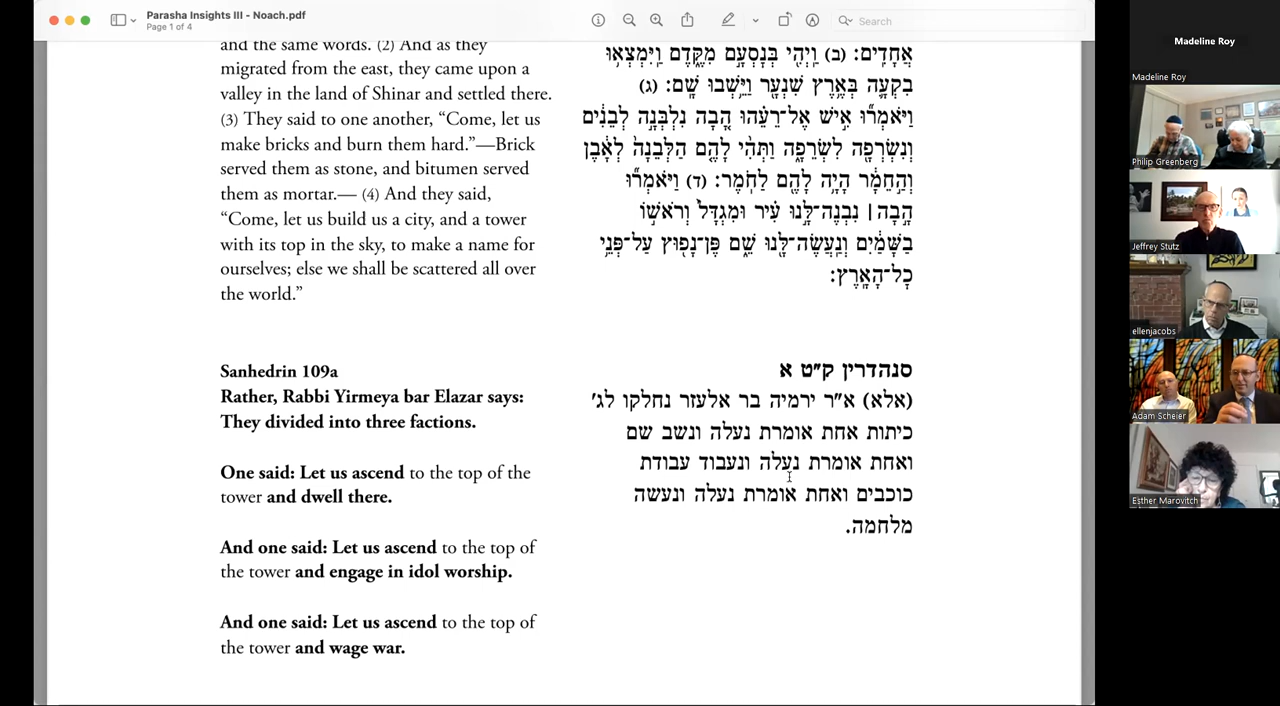 Parasha Insights III - Noach.pdf
Page 1 of 4
Search
and the same words. (2) And as they
migrated from the east, they came upon a
valley in the land of Shinar and settled there.
(3) They said to one another, “Come, let us
make bricks and burn them hard.”—Brick
served them as stone, and bitumen served
them as mortar.— (4) And they said,
“Come, let us build us a city, and a tower
with its top in the sky, to make a name for
ourselves; else we shall be scattered all over
the world.”
אֲחָדִֽים׃ (ב) וַֽיְהִ֖י בְּנׇסְעָ֣ם מִקֶּ֑דֶם וַֽיִּמְצְא֥וּ
בִקְעָ֛ה בְּאֶ֥רֶץ שִׁנְעָ֖ר וַיֵּ֥שְׁבוּ שָֽׁם׃ (ג)
וַיֹּאמְר֞וּ אִ֣ישׁ אֶל־רֵעֵ֗הוּ הָ֚בָה נִלְבְּנָ֣ה לְבֵנִ֔ים
וְנִשְׂרְפָ֖ה לִשְׂרֵפָ֑ה וַתְּהִ֨י לָהֶ֤ם הַלְּבֵנָה֙ לְאָ֔בֶן
וְהַ֣חֵמָ֔ר הָיָ֥ה לָהֶ֖ם לַחֹֽמֶר׃ (ד) וַיֹּאמְר֞וּ
הָ֣בָה ׀ נִבְנֶה־לָּ֣נוּ עִ֗יר וּמִגְדָּל֙ וְרֹאשׁ֣וֹ
בַשָּׁמַ֔יִם וְנַֽעֲשֶׂה־לָּ֖נוּ שֵׁ֑ם פֶּן־נָפ֖וּץ עַל־פְּנֵ֥י
כׇל־הָאָֽרֶץ׃
Sanhedrin 109a
Rather, Rabbi Yirmeya bar Elazar says:
They divided into three factions.
One said: Let us ascend to the top of the
tower and dwell there.
And one said: Let us ascend to the top of
the tower and engage in idol worship.
And one said: Let us ascend to the top of
the tower and wage war.
סנהדרין ק״ט א
(אלא) א״ר ירמיה בר אלעזר נחלקו לג'
כיתות אחת אומרת נעלה ונשב שם
ואחת אומרת נעלה ונעבוד עבודת
כוכבים ואחת אומרת נעלה ונעשה
מלחמה.
Madeline Roy
Madeline Roy
Philip Greenberg
Jeffrey Stutz
ellenjacobs
Adam Scheier
Esther Marovitch